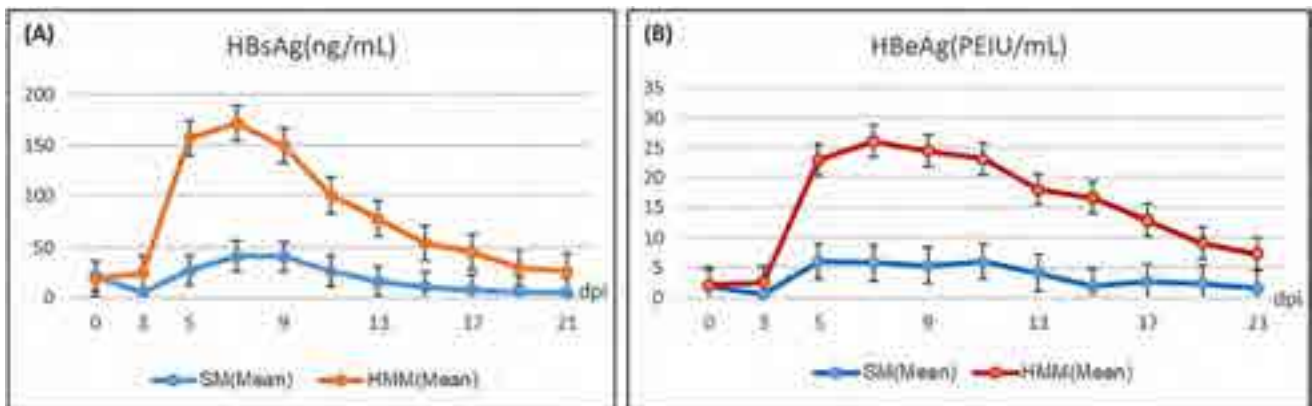 (A)
HBsAg(ng/mL)
200
150
100
50
0
dpi
0 3 5 9 13 17 21
SM(Mean) HMM(Mean)
(B)
HBeAg(PEIU/mL)
35
30
25
20
15
10
5
0
dpi
0 3 5 9 13 17 21
SM(Mean) HMM(Mean)